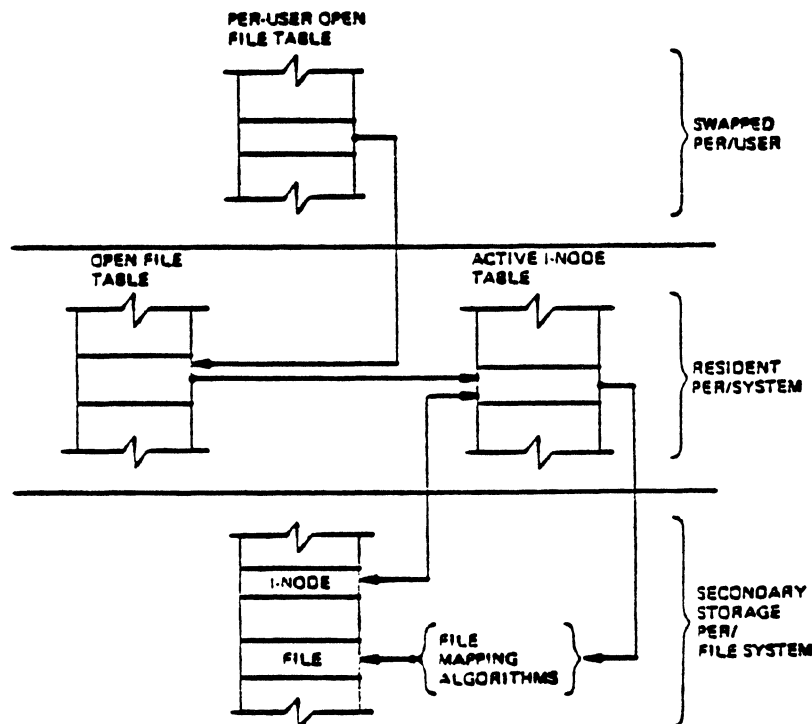 PER-USER OPEN
FILE TABLE
SWAPPED
PER/USER
OPEN FILE
TABLE
ACTIVE I-NODE
TABLE
RESIDENT
PER/SYSTEM
I-NODE
FILE
FILE
MAPPING
ALGORITHMS
SECONDARY
STORAGE
PER/
FILE SYSTEM